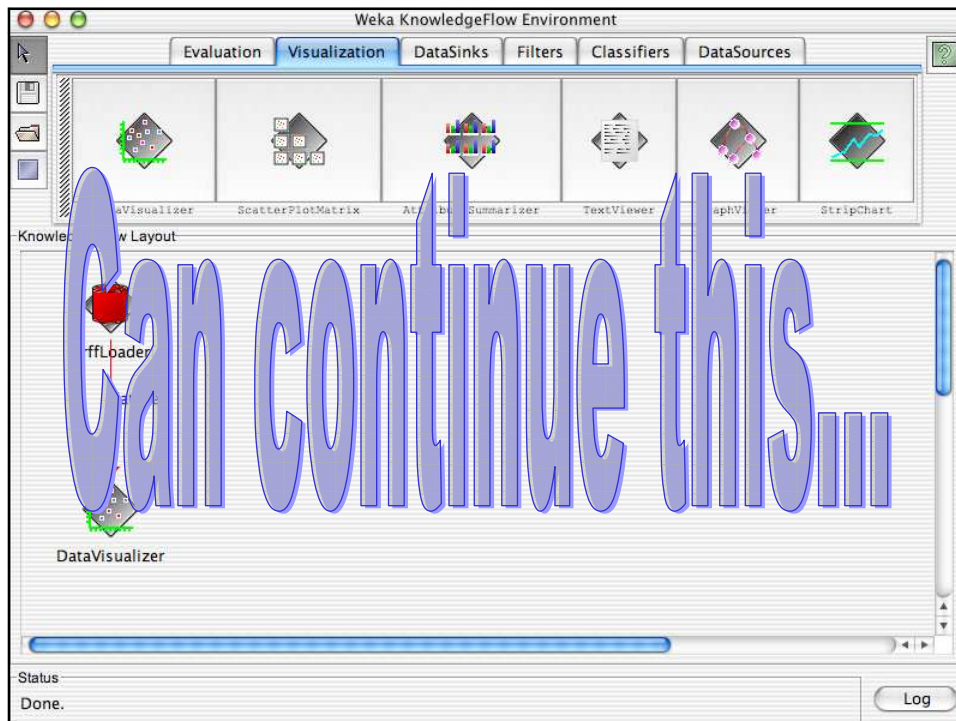 Weka KnowledgeFlow Environment
Evaluation Visualization DataSinks Filters Classifiers DataSources
ScatterPlotMatrix TextViewer StripChart
Layout
Can continue this...
DataVisualizer
Status
Done.
Log